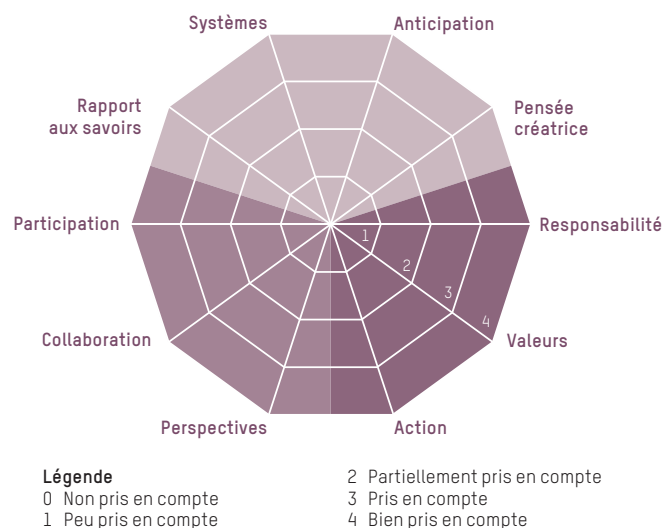 Systèmes
Anticipation
Rapport
aux savoirs
Pensée
créatrice
Participation
Responsabilité
1
2
3
4
Collaboration
Valeurs
Perspectives
Action
Légende
0 Non pris en compte
1 Peu pris en compte
2 Partiellement pris en compte
3 Pris en compte
4 Bien pris en compte